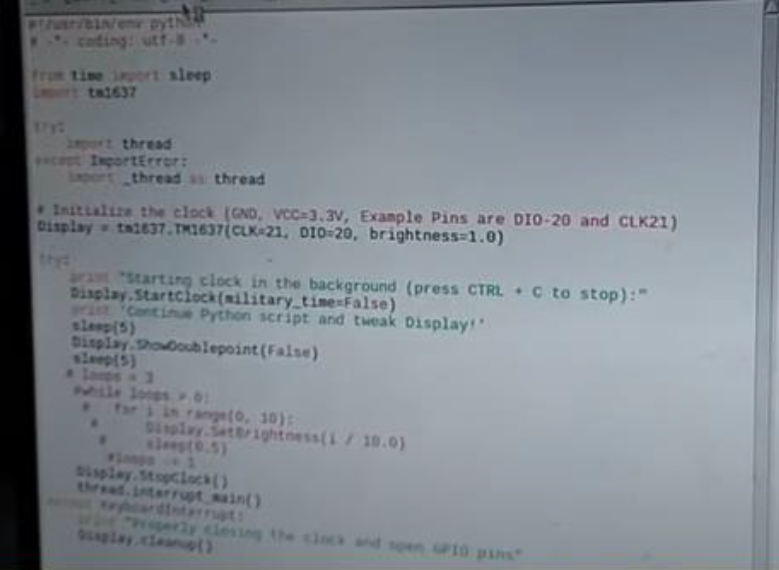 #!/usr/bin/env python
# -*- coding: utf-8 -*-
from time import sleep
import tm1637
try:
import thread
except ImportError:
import _thread as thread
# Initialize the clock (GND, VCC=3.3V, Example Pins are DIO-20 and CLK21)
Display = tm1637.TM1637(CLK=21, DIO=20, brightness=1.0)
try:
print "Starting clock in the background (press CTRL + C to stop):"
Display.StartClock(military_time=False)
print 'Continue Python script and tweak Display!'
sleep(5)
Display.ShowDoublepoint(False)
sleep(5)
# loops = 3
#while loops > 0:
# for i in range(0, 10):
# Display.SetBrightness(i / 10.0)
# sleep(0.5)
#loops -= 1
Display.StopClock()
thread.interrupt_main()
except KeyboardInterrupt:
print "Properly closing the clock and open GPIO pins"
Display.cleanup()